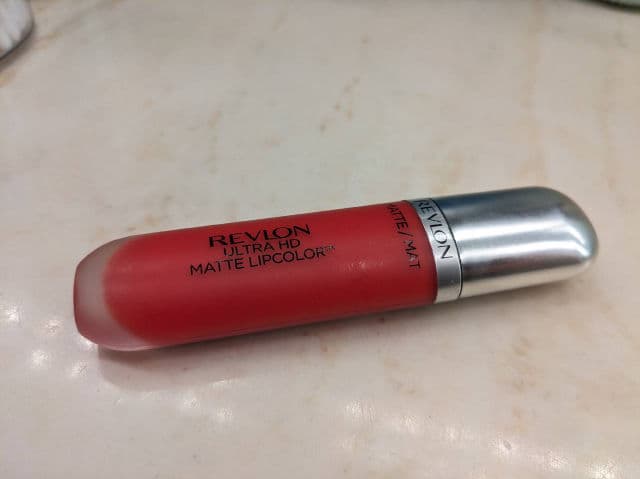 REVLON
ULTRA HD
MATTE LIPCOLOR
MATTE / MAT
REVLON